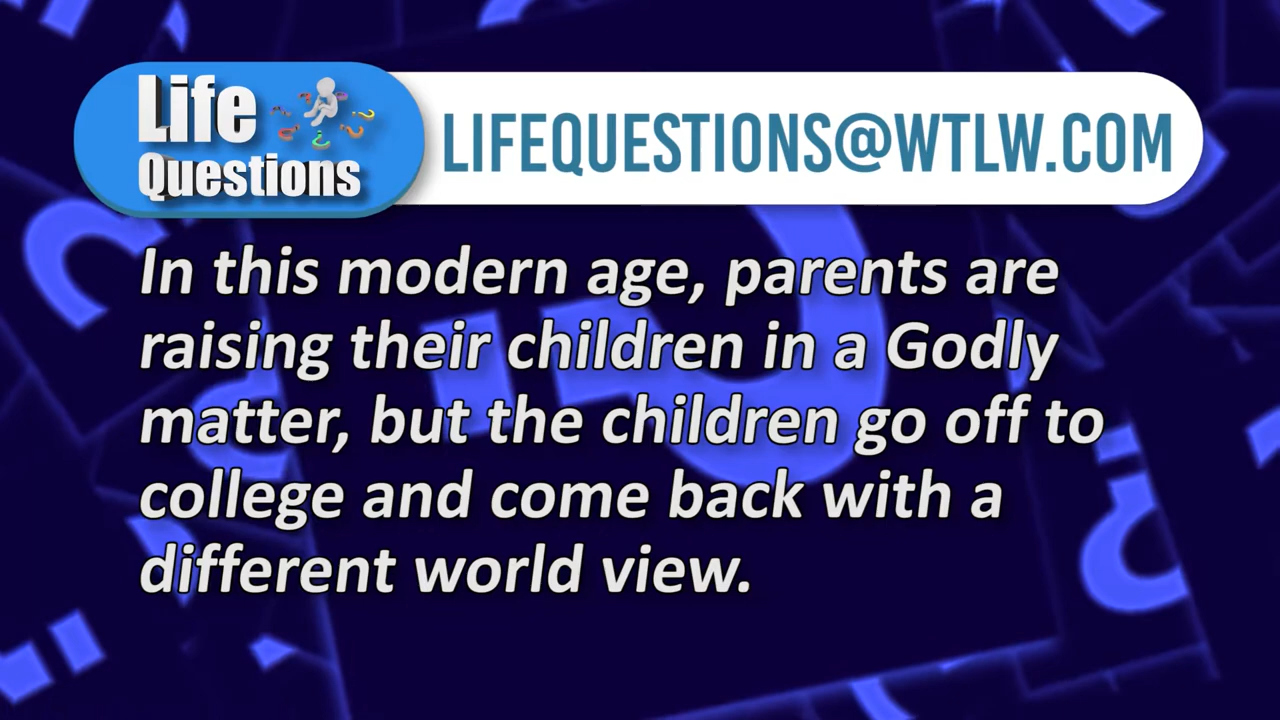 Life
Questions
LIFEQUESTIONS@WTLW.COM
In this modern age, parents are
raising their children in a Godly
matter, but the children go off to
college and come back with a
different world view.